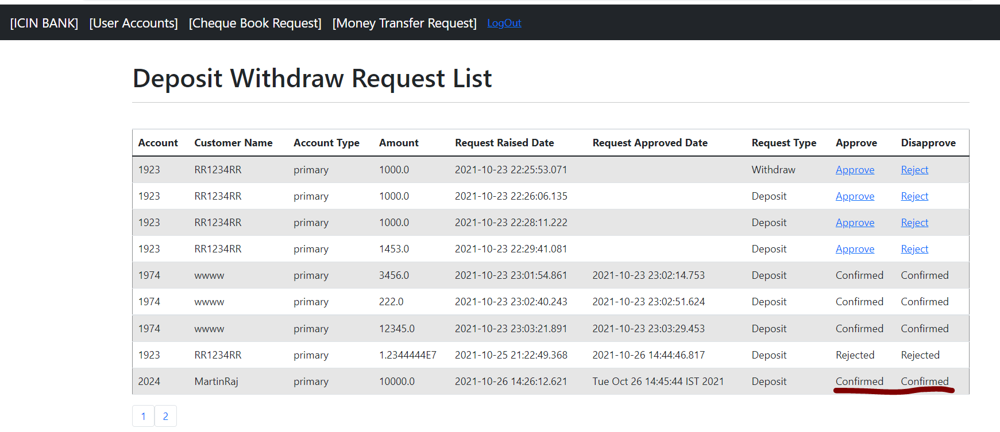 [ICIN BANK] [User Accounts] [Cheque Book Request] [Money Transfer Request] LogOut
Deposit Withdraw Request List
Account Customer Name Account Type Amount Request Raised Date Request Approved Date Request Type Approve Disapprove
1923 RR1234RR primary 1000.0 2021-10-23 22:25:53.071 Withdraw Approve Reject
1923 RR1234RR primary 1000.0 2021-10-23 22:26:06.135 Deposit Approve Reject
1923 RR1234RR primary 1000.0 2021-10-23 22:28:11.222 Deposit Approve Reject
1923 RR1234RR primary 1453.0 2021-10-23 22:29:41.081 Deposit Approve Reject
1974 wwww primary 3456.0 2021-10-23 23:01:54.861 2021-10-23 23:02:14.753 Deposit Confirmed Confirmed
1974 wwww primary 222.0 2021-10-23 23:02:40.243 2021-10-23 23:02:51.624 Deposit Confirmed Confirmed
1974 wwww primary 12345.0 2021-10-23 23:03:21.891 2021-10-23 23:03:29.453 Deposit Confirmed Confirmed
1923 RR1234RR primary 1.2344444E7 2021-10-25 21:22:49.368 2021-10-26 14:44:46.817 Deposit Rejected Rejected
2024 MartinRaj primary 10000.0 2021-10-26 14:26:12.621 Tue Oct 26 14:45:44 IST 2021 Deposit Confirmed Confirmed
1 2